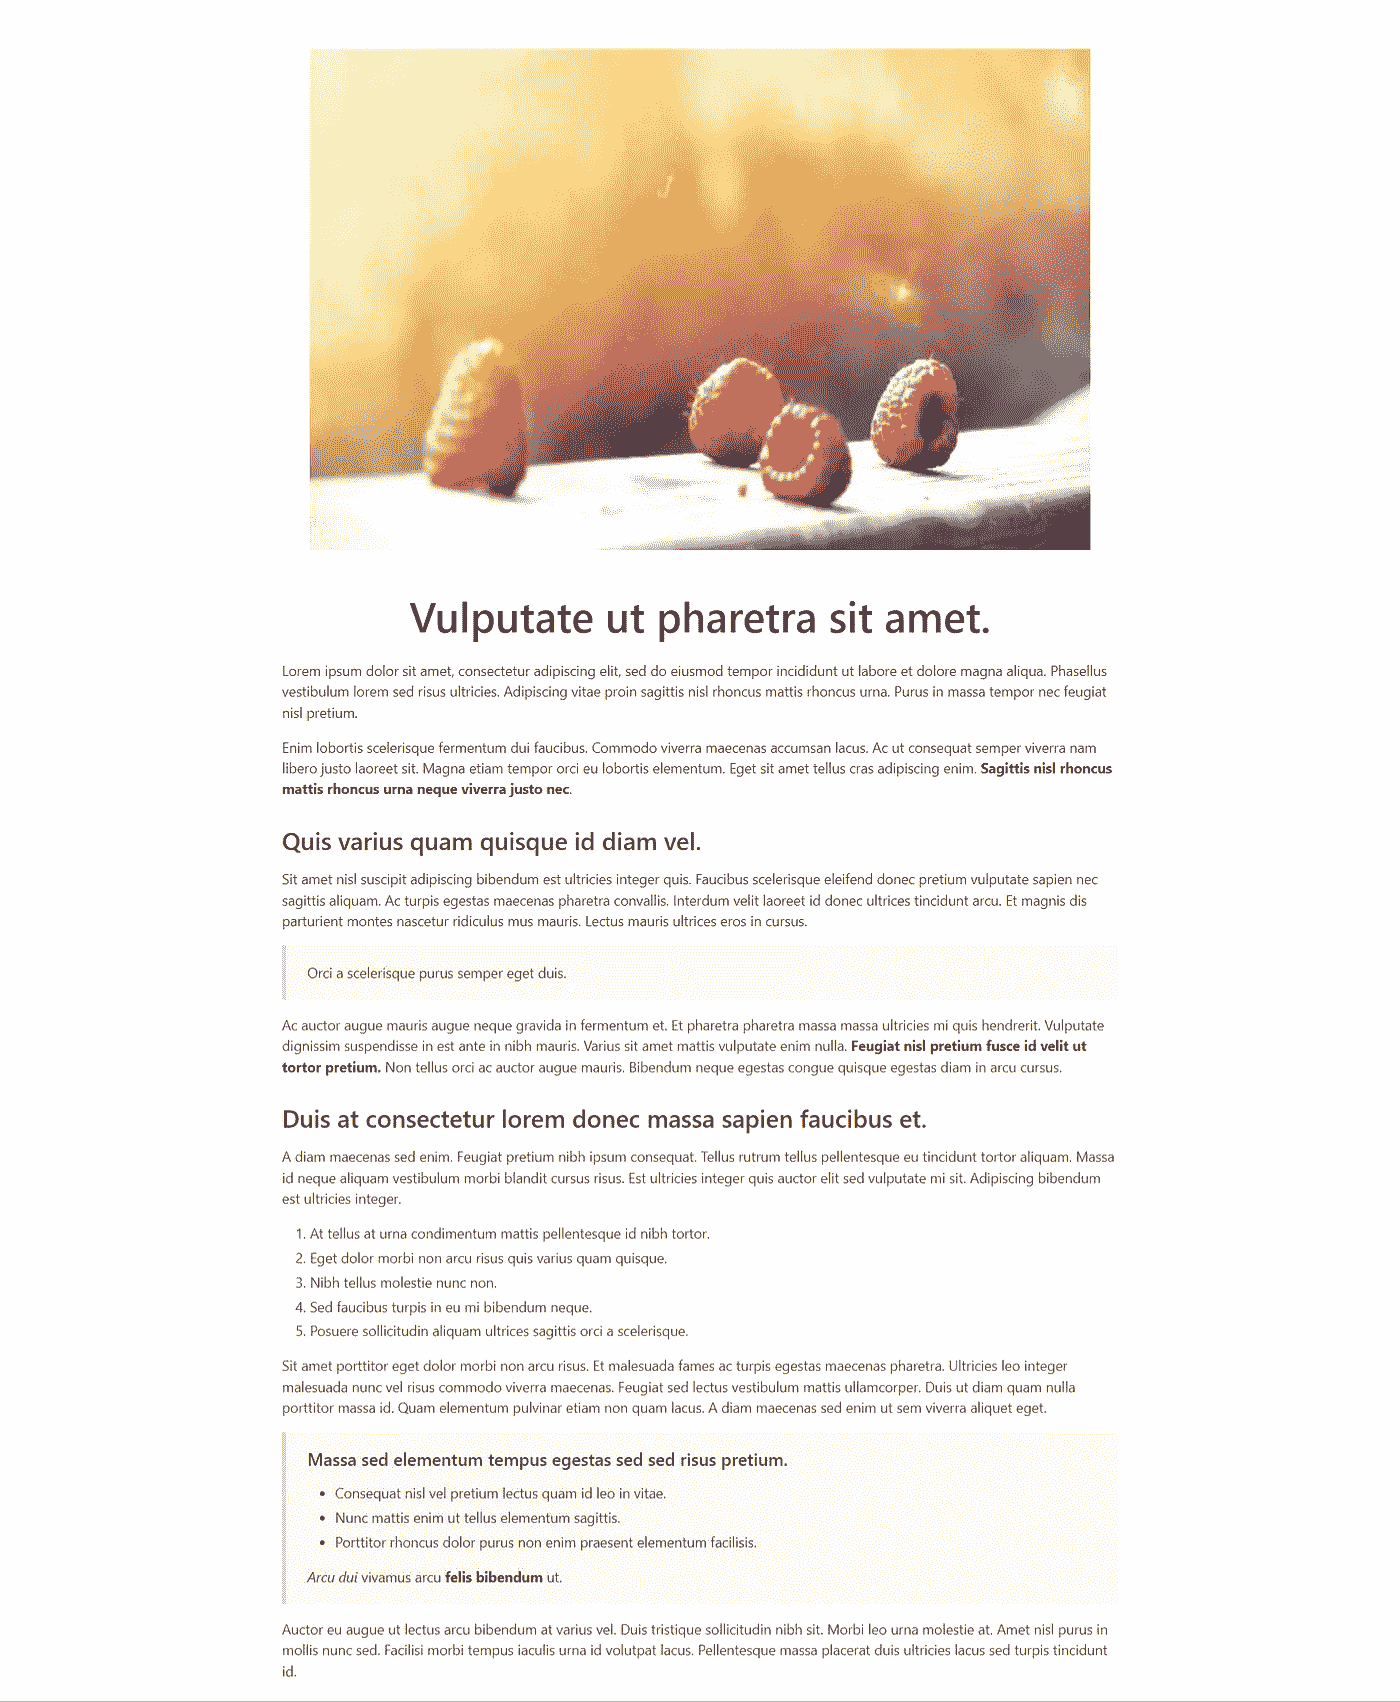 Vulputate ut pharetra sit amet.
Lorem ipsum dolor sit amet, consectetur adipiscing elit, sed do eiusmod tempor incididunt ut labore et dolore magna aliqua. Phasellus
vestibulum lorem sed risus ultricies. Adipiscing vitae proin sagittis nisl rhoncus mattis rhoncus urna. Purus in massa tempor nec feugiat
nisl pretium.
Enim lobortis scelerisque fermentum dui faucibus. Commodo viverra maecenas accumsan lacus. Ac ut consequat semper viverra nam
libero justo laoreet sit. Magna etiam tempor orci eu lobortis elementum. Eget sit amet tellus cras adipiscing enim. Sagittis nisl rhoncus
mattis rhoncus urna neque viverra justo nec.
Quis varius quam quisque id diam vel.
Sit amet nisl suscipit adipiscing bibendum est ultricies integer quis. Faucibus scelerisque eleifend donec pretium vulputate sapien nec
sagittis aliquam. Ac turpis egestas maecenas pharetra convallis. Interdum velit laoreet id donec ultrices tincidunt arcu. Et magnis dis
parturient montes nascetur ridiculus mus mauris. Lectus mauris ultrices eros in cursus.
Orci a scelerisque purus semper eget duis.
Ac auctor augue mauris augue neque gravida in fermentum et. Et pharetra pharetra massa massa ultricies mi quis hendrerit. Vulputate
dignissim suspendisse in est ante in nibh mauris. Varius sit amet mattis vulputate enim nulla. Feugiat nisl pretium fusce id velit ut
tortor pretium. Non tellus orci ac auctor augue mauris. Bibendum neque egestas congue quisque egestas diam in arcu cursus.
Duis at consectetur lorem donec massa sapien faucibus et.
A diam maecenas sed enim. Feugiat pretium nibh ipsum consequat. Tellus rutrum tellus pellentesque eu tincidunt tortor aliquam. Massa
id neque aliquam vestibulum morbi blandit cursus risus. Est ultricies integer quis auctor elit sed vulputate mi sit. Adipiscing bibendum
est ultricies integer.
1. At tellus at urna condimentum mattis pellentesque id nibh tortor.
2. Eget dolor morbi non arcu risus quis varius quam quisque.
3. Nibh tellus molestie nunc non.
4. Sed faucibus turpis in eu mi bibendum neque.
5. Posuere sollicitudin aliquam ultrices sagittis orci a scelerisque.
Sit amet porttitor eget dolor morbi non arcu risus. Et malesuada fames ac turpis egestas maecenas pharetra. Ultricies leo integer
malesuada nunc vel risus commodo viverra maecenas. Feugiat sed lectus vestibulum mattis ullamcorper. Duis ut diam quam nulla
porttitor massa id. Quam elementum pulvinar etiam non quam lacus. A diam maecenas sed enim ut sem viverra aliquet eget.
Massa sed elementum tempus egestas sed sed risus pretium.
• Consequat nisl vel pretium lectus quam id leo in vitae.
• Nunc mattis enim ut tellus elementum sagittis.
• Porttitor rhoncus dolor purus non enim praesent elementum facilisis.
Arcu dui vivamus arcu felis bibendum ut.
Auctor eu augue ut lectus arcu bibendum at varius vel. Duis tristique sollicitudin nibh sit. Morbi leo urna molestie at. Amet nisl purus in
mollis nunc sed. Facilisi morbi tempus iaculis urna id volutpat lacus. Pellentesque massa placerat duis ultricies lacus sed turpis tincidunt
id.